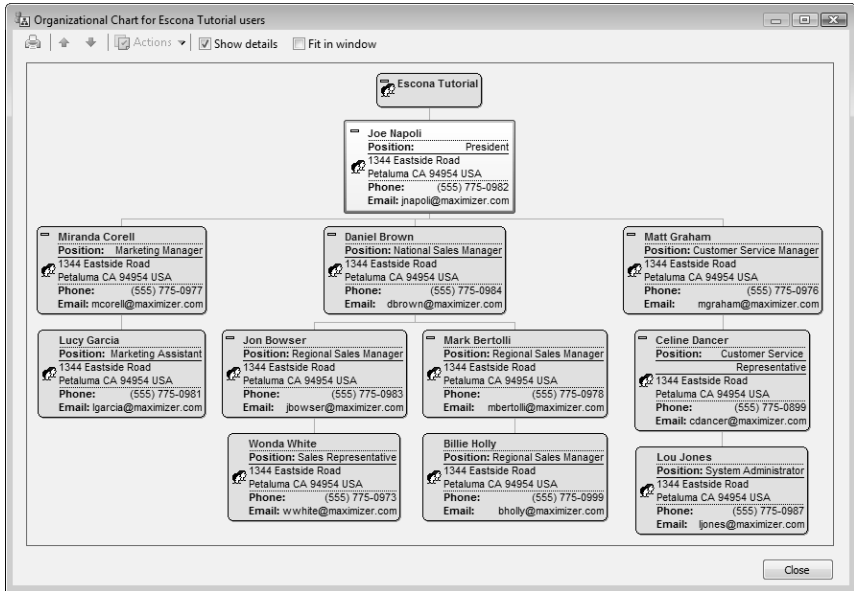 Organizational Chart for Escona Tutorial users
Actions
Show details
Fit in window
Escona Tutorial
Joe Napoli
Position: President
1344 Eastside Road
Petaluma CA 94954 USA
Phone: (555) 775-0982
Email: jnapoli@maximizer.com
Miranda Corell
Position: Marketing Manager
1344 Eastside Road
Petaluma CA 94954 USA
Phone: (555) 775-0977
Email: mcorell@maximizer.com
Daniel Brown
Position: National Sales Manager
1344 Eastside Road
Petaluma CA 94954 USA
Phone: (555) 775-0984
Email: dbrown@maximizer.com
Matt Graham
Position: Customer Service Manager
1344 Eastside Road
Petaluma CA 94954 USA
Phone: (555) 775-0976
Email: mgraham@maximizer.com
Lucy Garcia
Position: Marketing Assistant
1344 Eastside Road
Petaluma CA 94954 USA
Phone: (555) 775-0981
Email: lgarcia@maximizer.com
Jon Bowser
Position: Regional Sales Manager
1344 Eastside Road
Petaluma CA 94954 USA
Phone: (555) 775-0983
Email: jbowser@maximizer.com
Mark Bertolli
Position: Regional Sales Manager
1344 Eastside Road
Petaluma CA 94954 USA
Phone: (555) 775-0978
Email: mbertolli@maximizer.com
Celine Dancer
Position: Customer Service
Representative
1344 Eastside Road
Petaluma CA 94954 USA
Phone: (555) 775-0899
Email: cdancer@maximizer.com
Wonda White
Position: Sales Representative
1344 Eastside Road
Petaluma CA 94954 USA
Phone: (555) 775-0973
Email: wwhite@maximizer.com
Billie Holly
Position: Regional Sales Manager
1344 Eastside Road
Petaluma CA 94954 USA
Phone: (555) 775-0999
Email: bholly@maximizer.com
Lou Jones
Position: System Administrator
1344 Eastside Road
Petaluma CA 94954 USA
Phone: (555) 775-0987
Email: ljones@maximizer.com
Close